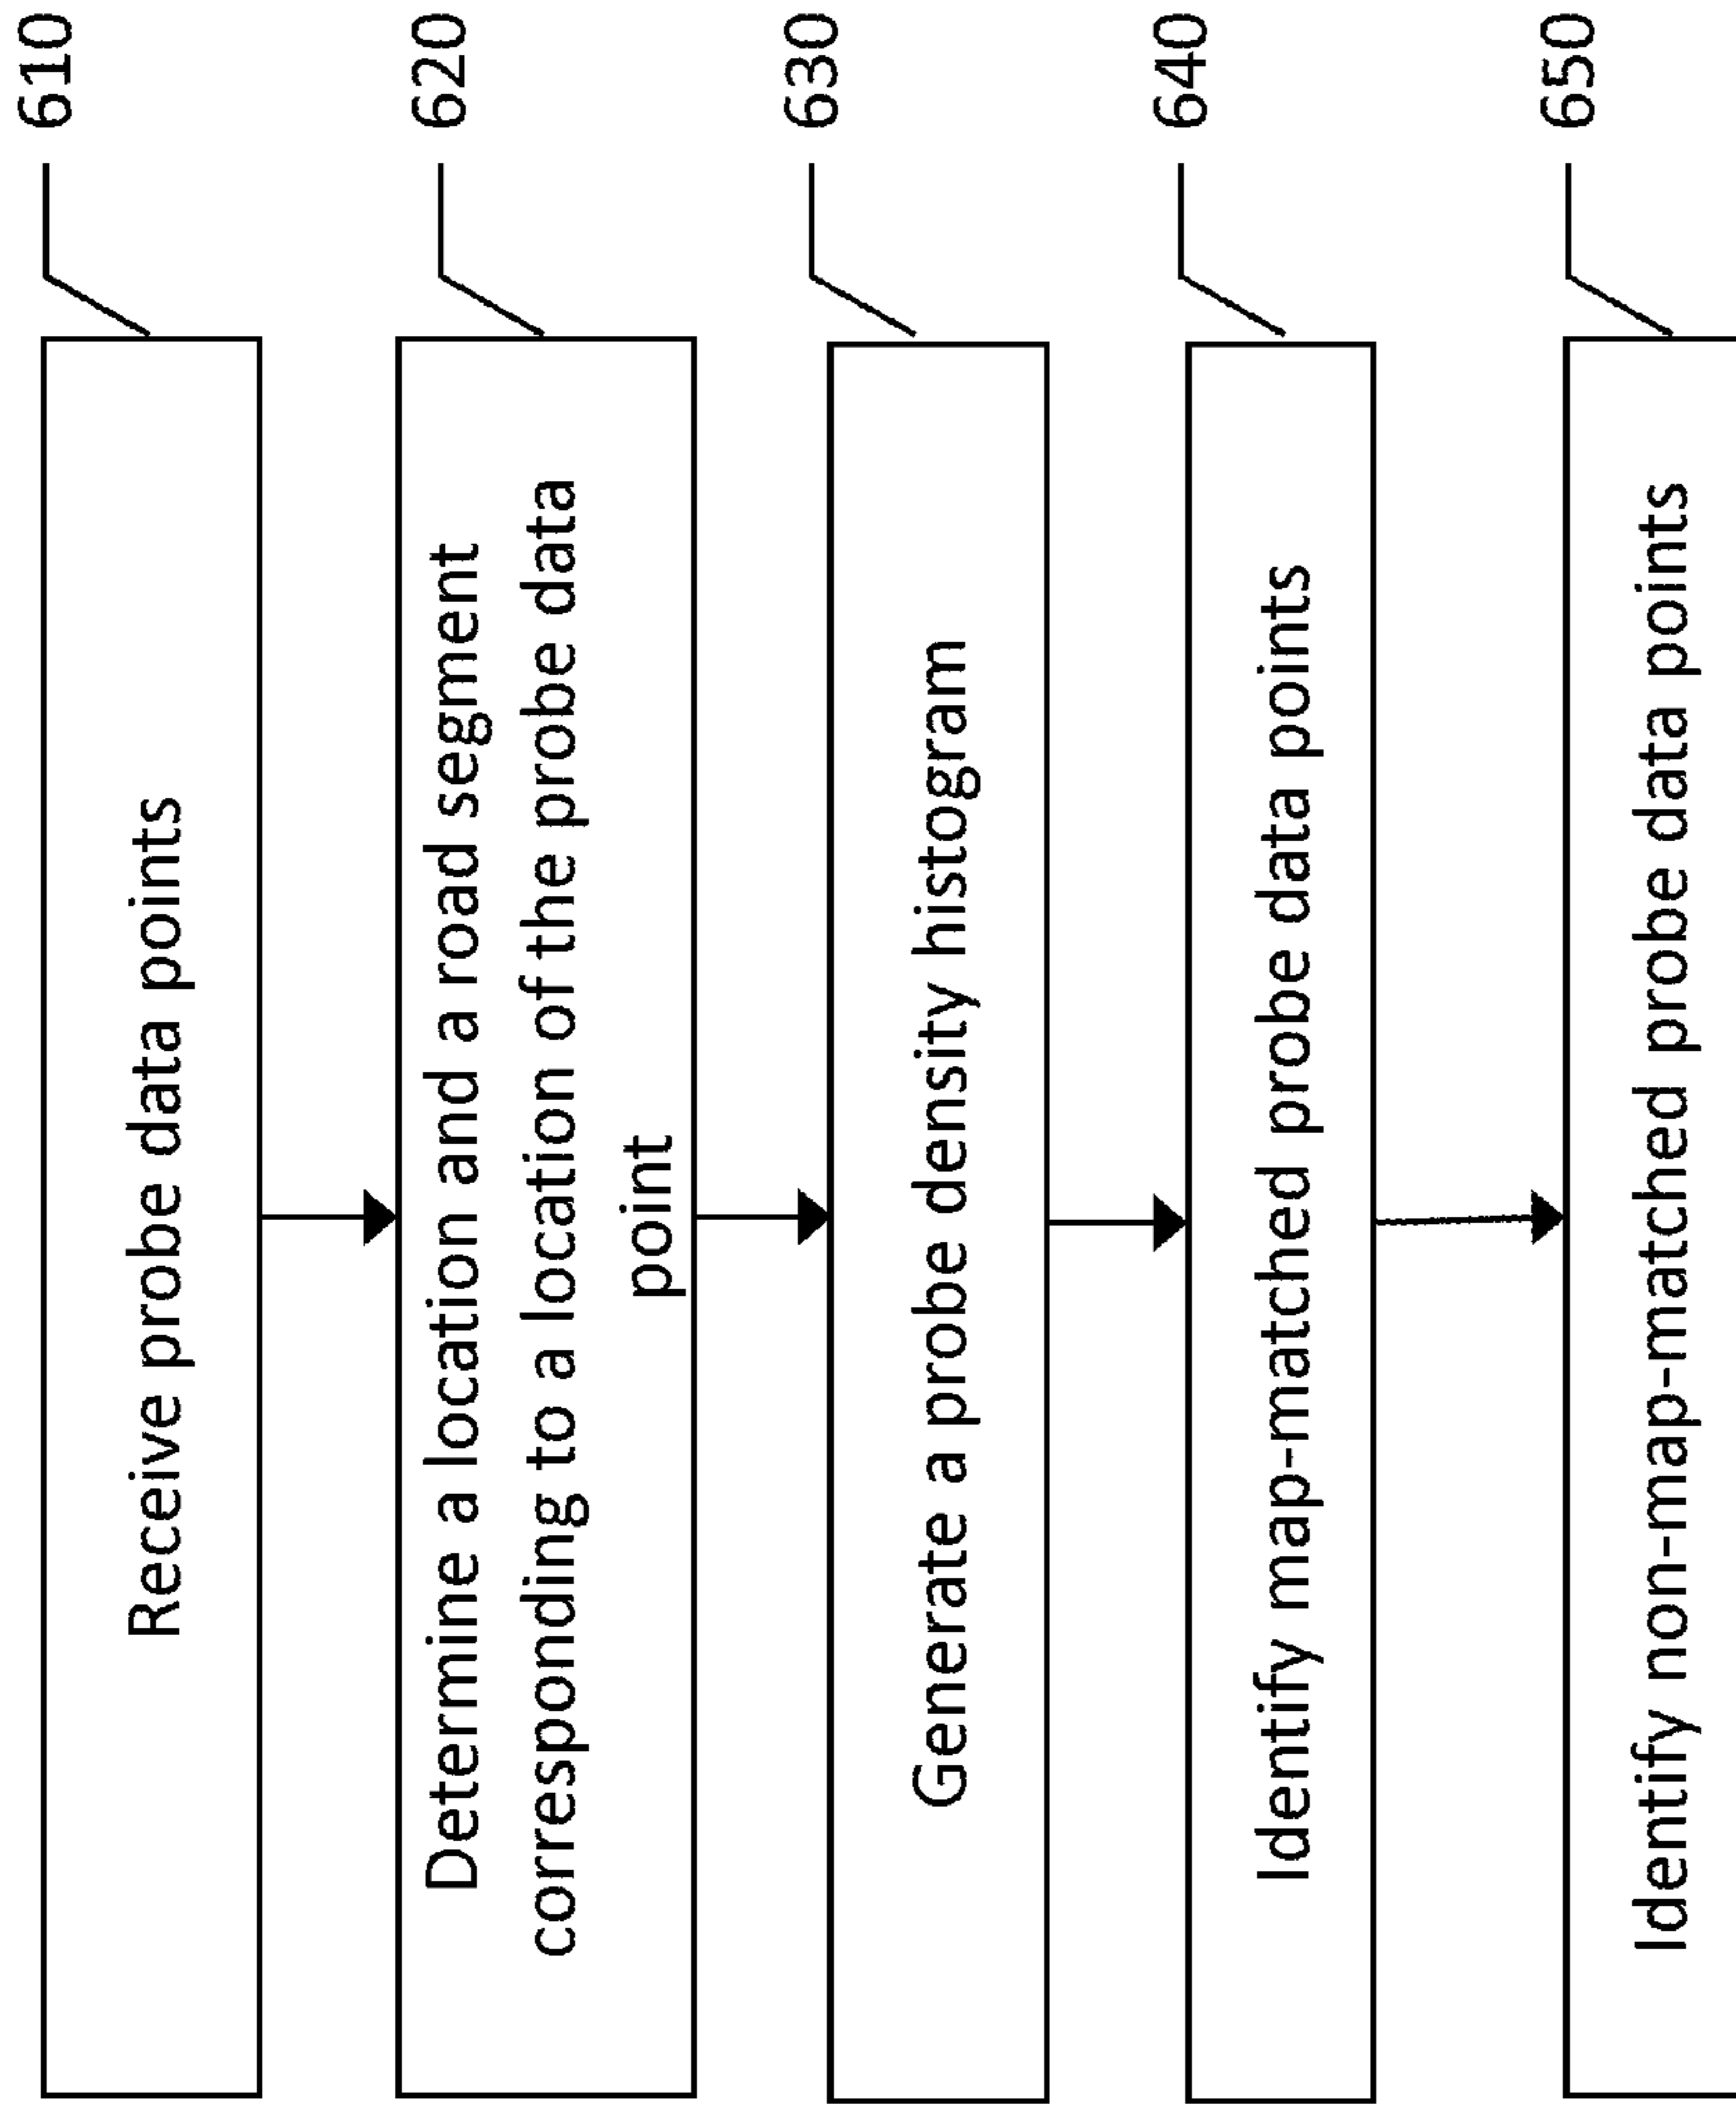 610
Receive probe data points
620
Determine a location and a road segment
corresponding to a location of the probe data
point
630
Generate a probe density histogram
640
Identify map-matched probe data points
650
Identify non-map-matched probe data points